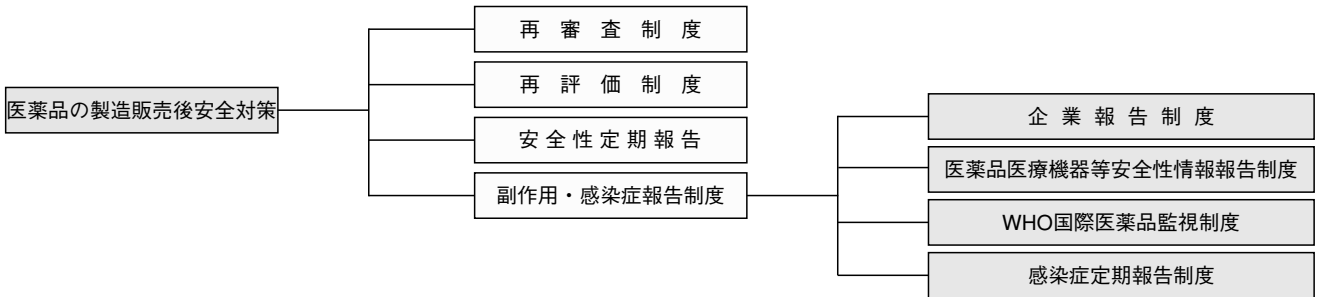 医薬品の製造販売後安全対策
再審査制度
再評価制度
安全性定期報告
副作用・感染症報告制度
企業報告制度
医薬品医療機器等安全性情報報告制度
WHO国際医薬品監視制度
感染症定期報告制度